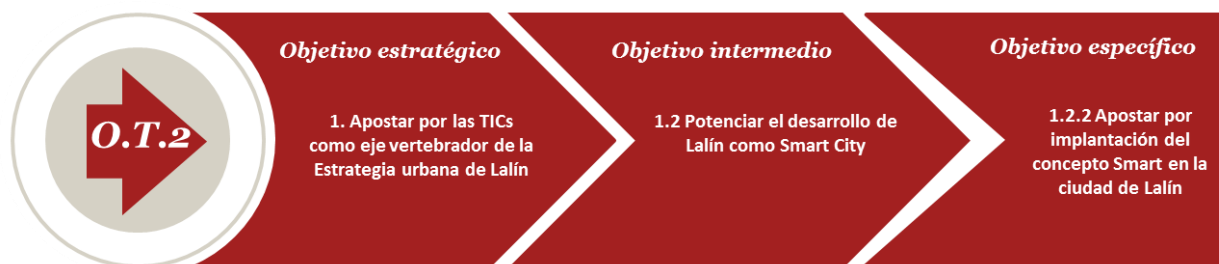 O.T.2
Objetivo estratégico
1. Apostar por las TICs
como eje vertebrador de la
Estrategia urbana de Lalín
Objetivo intermedio
1.2 Potenciar el desarrollo de
Lalín como Smart City
Objetivo específico
1.2.2 Apostar por
implantación del
concepto Smart en la
ciudad de Lalín